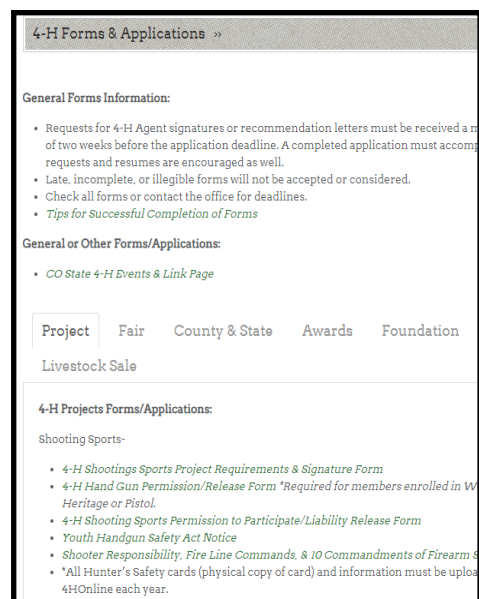 4-H Forms & Applications »
General Forms Information:
• Requests for 4-H Agent signatures or recommendation letters must be received a
of two weeks before the application deadline. A completed application must
requests and resumes are encouraged as well.
• Late, incomplete, or illegible forms will not be accepted or considered.
• Check all forms or contact the office for deadlines.
• Tips for Successful Completion of Forms
General or Other Forms/Applications:
• CO State 4-H Events & Link Page
Project Fair County & State Awards Foundation
Livestock Sale
4-H Projects Forms/Applications:
Shooting Sports-
• 4-H Shootings Sports Project Requirements & Signature Form
• 4-H Hand Gun Permission/Release Form *Required for members enrolled in
Heritage or Pistol.
• 4-H Shooting Sports Permission to Participate/Liability Release Form
• Youth Handgun Safety Act Notice
• Shooter Responsibility, Fire Line Commands, & 10 Commandments of Firearm
• *All Hunter's Safety cards (physical copy of card) and information must be
4HOnline each year.